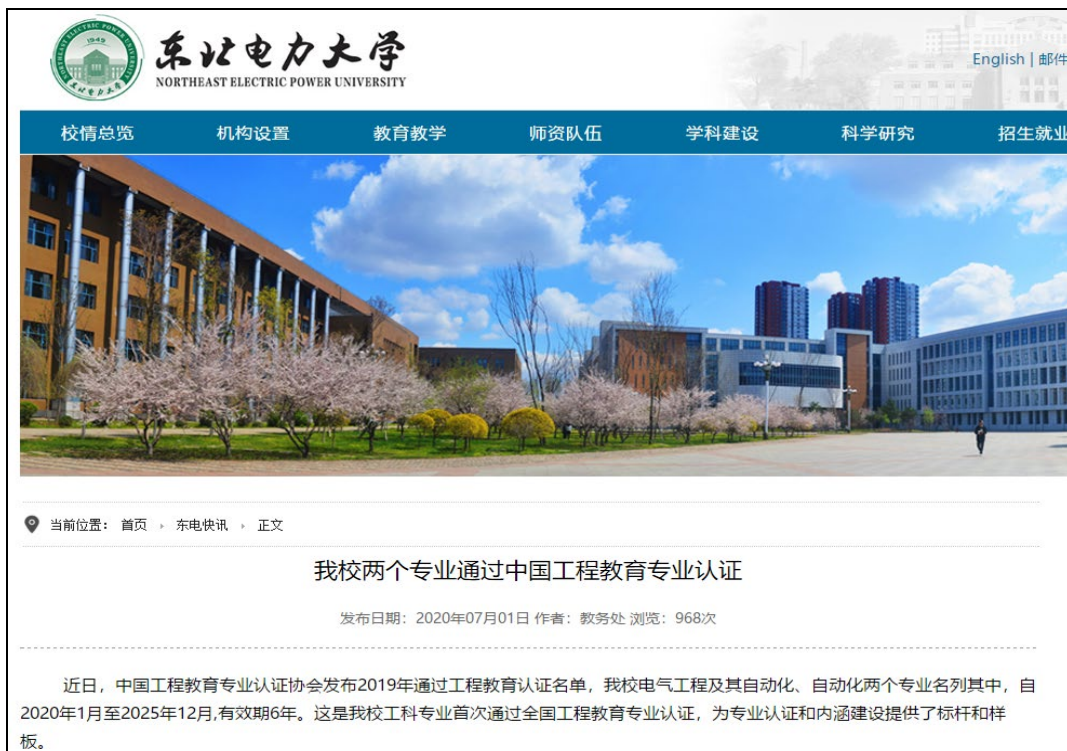 东北电力大学
NORTHEAST ELECTRIC POWER UNIVERSITY
NORTHEAST ELECTRIC POWER UNIVERSITY
1949
东北电力大学
English | 邮件
校情总览 机构设置 教育教学 师资队伍 学科建设 科学研究 招生就业
当前位置： 首页 › 东电快讯 › 正文
我校两个专业通过中国工程教育专业认证
发布日期：2020年07月01日 作者：教务处 浏览：968次
近日，中国工程教育专业认证协会发布2019年通过工程教育认证名单，我校电气工程及其自动化、自动化两个专业名列其中，自
2020年1月至2025年12月,有效期6年。这是我校工科专业首次通过全国工程教育专业认证，为专业认证和内涵建设提供了标杆和样
板。